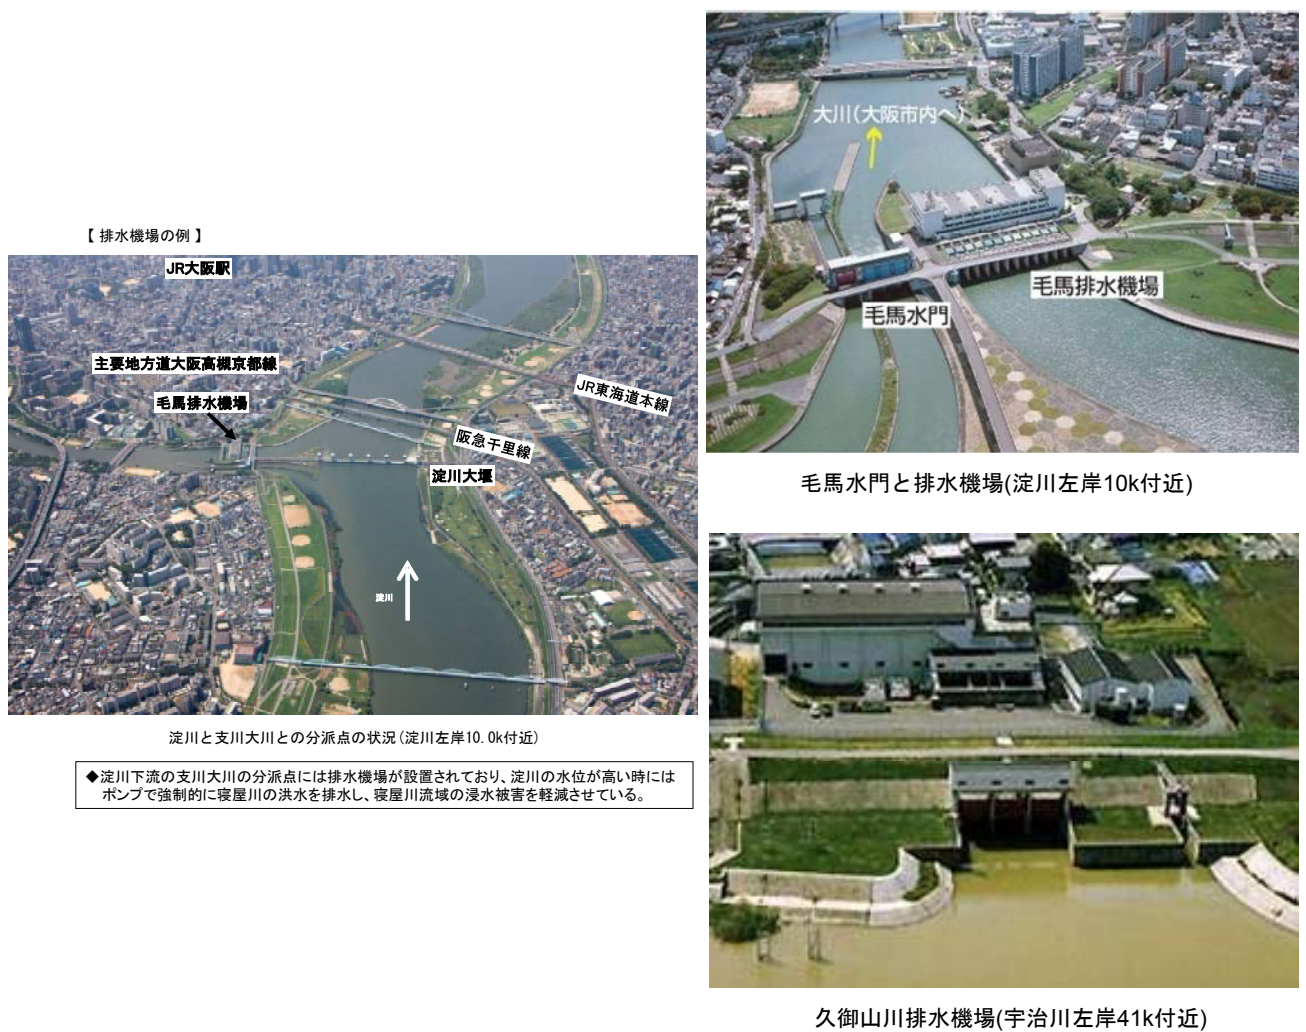 【 排水機場の例 】
JR大阪駅
主要地方道大阪高槻京都線
毛馬排水機場
JR東海道本線
阪急千里線
淀川大堰
淀川
淀川と支川大川との分派点の状況(淀川左岸10.0k付近)
◆淀川下流の支川大川の分派点には排水機場が設置されており、淀川の水位が高い時には
ポンプで強制的に寝屋川の洪水を排水し、寝屋川流域の浸水被害を軽減させている。
大川(大阪市内へ)
毛馬排水機場
毛馬水門
毛馬水門と排水機場(淀川左岸10k付近)
久御山川排水機場(宇治川左岸41k付近)